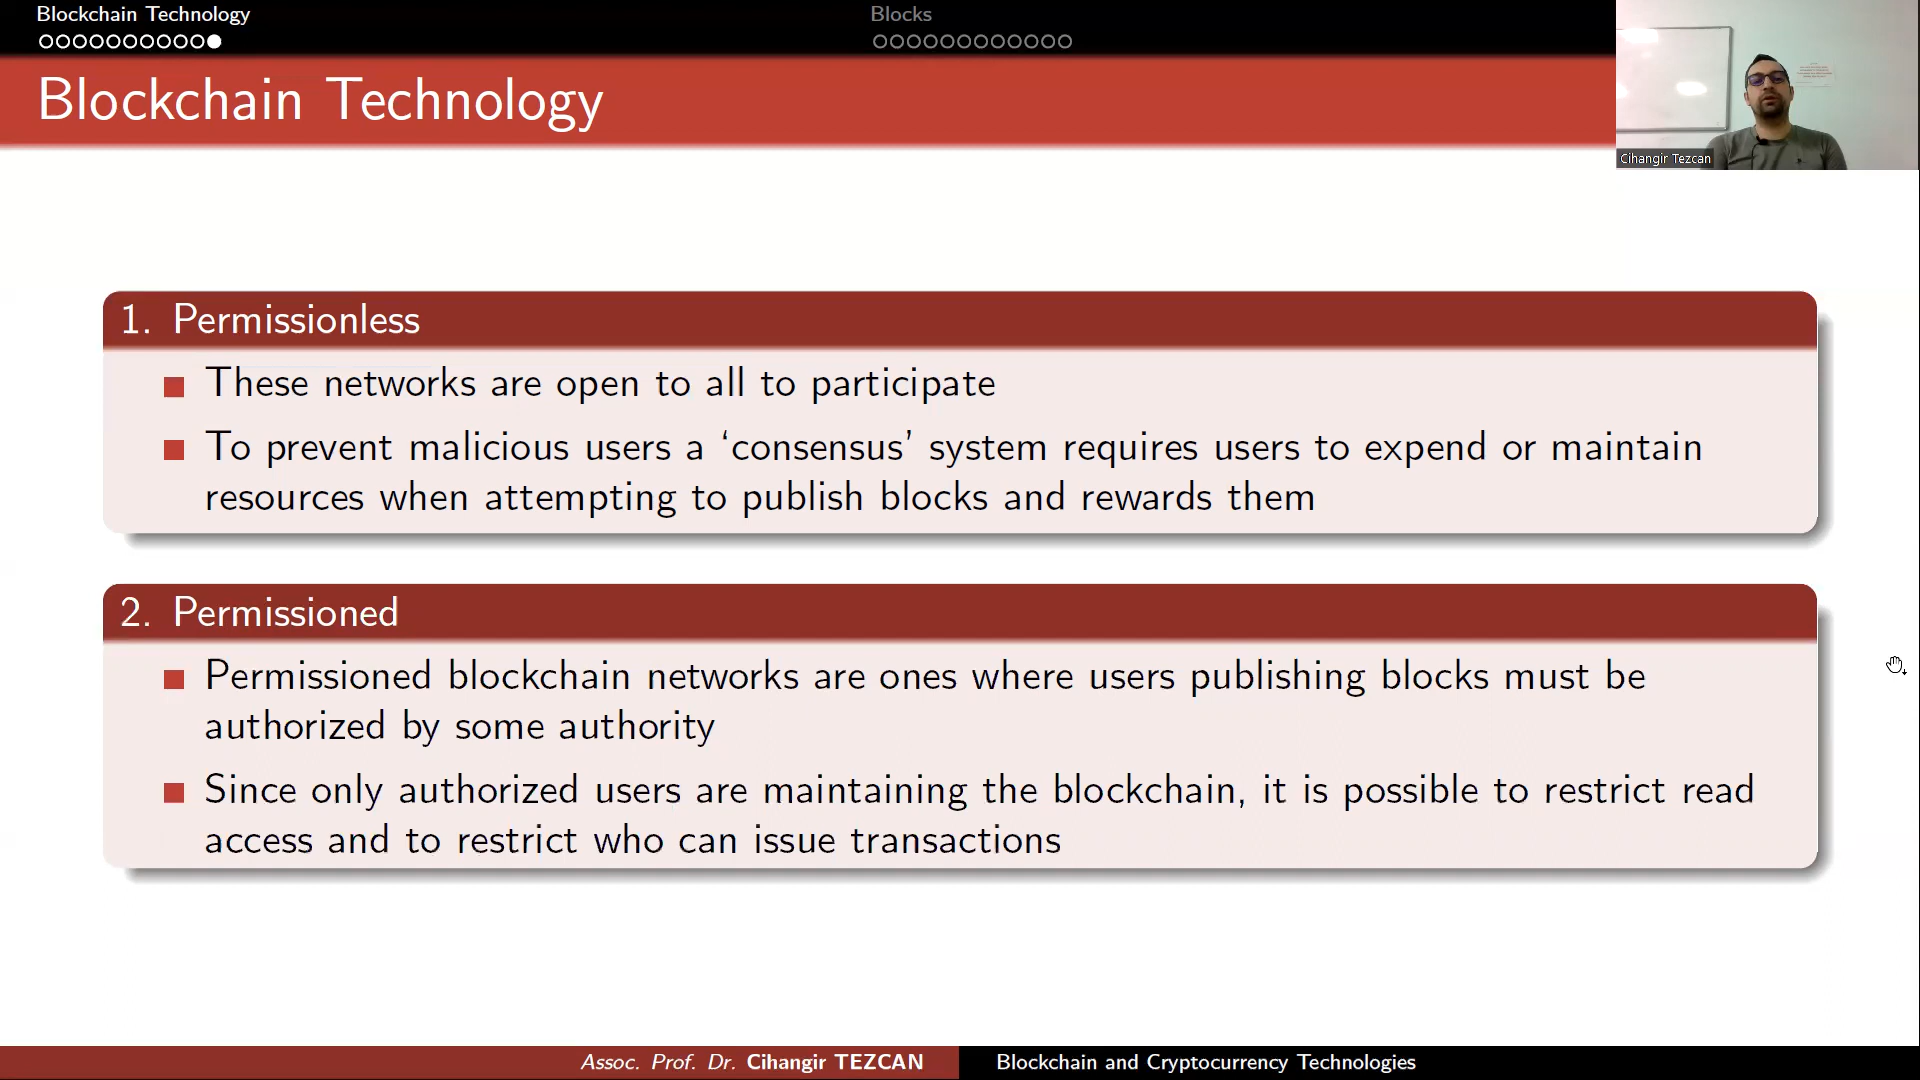 Blockchain Technology
Blocks
Blockchain Technology
Cihangir Tezcan
1. Permissionless
These networks are open to all to participate
To prevent malicious users a ‘consensus’ system requires users to expend or maintain
resources when attempting to publish blocks and rewards them
2. Permissioned
Permissioned blockchain networks are ones where users publishing blocks must be
authorized by some authority
Since only authorized users are maintaining the blockchain, it is possible to restrict read
access and to restrict who can issue transactions
Assoc. Prof. Dr. Cihangir TEZCAN
Blockchain and Cryptocurrency Technologies